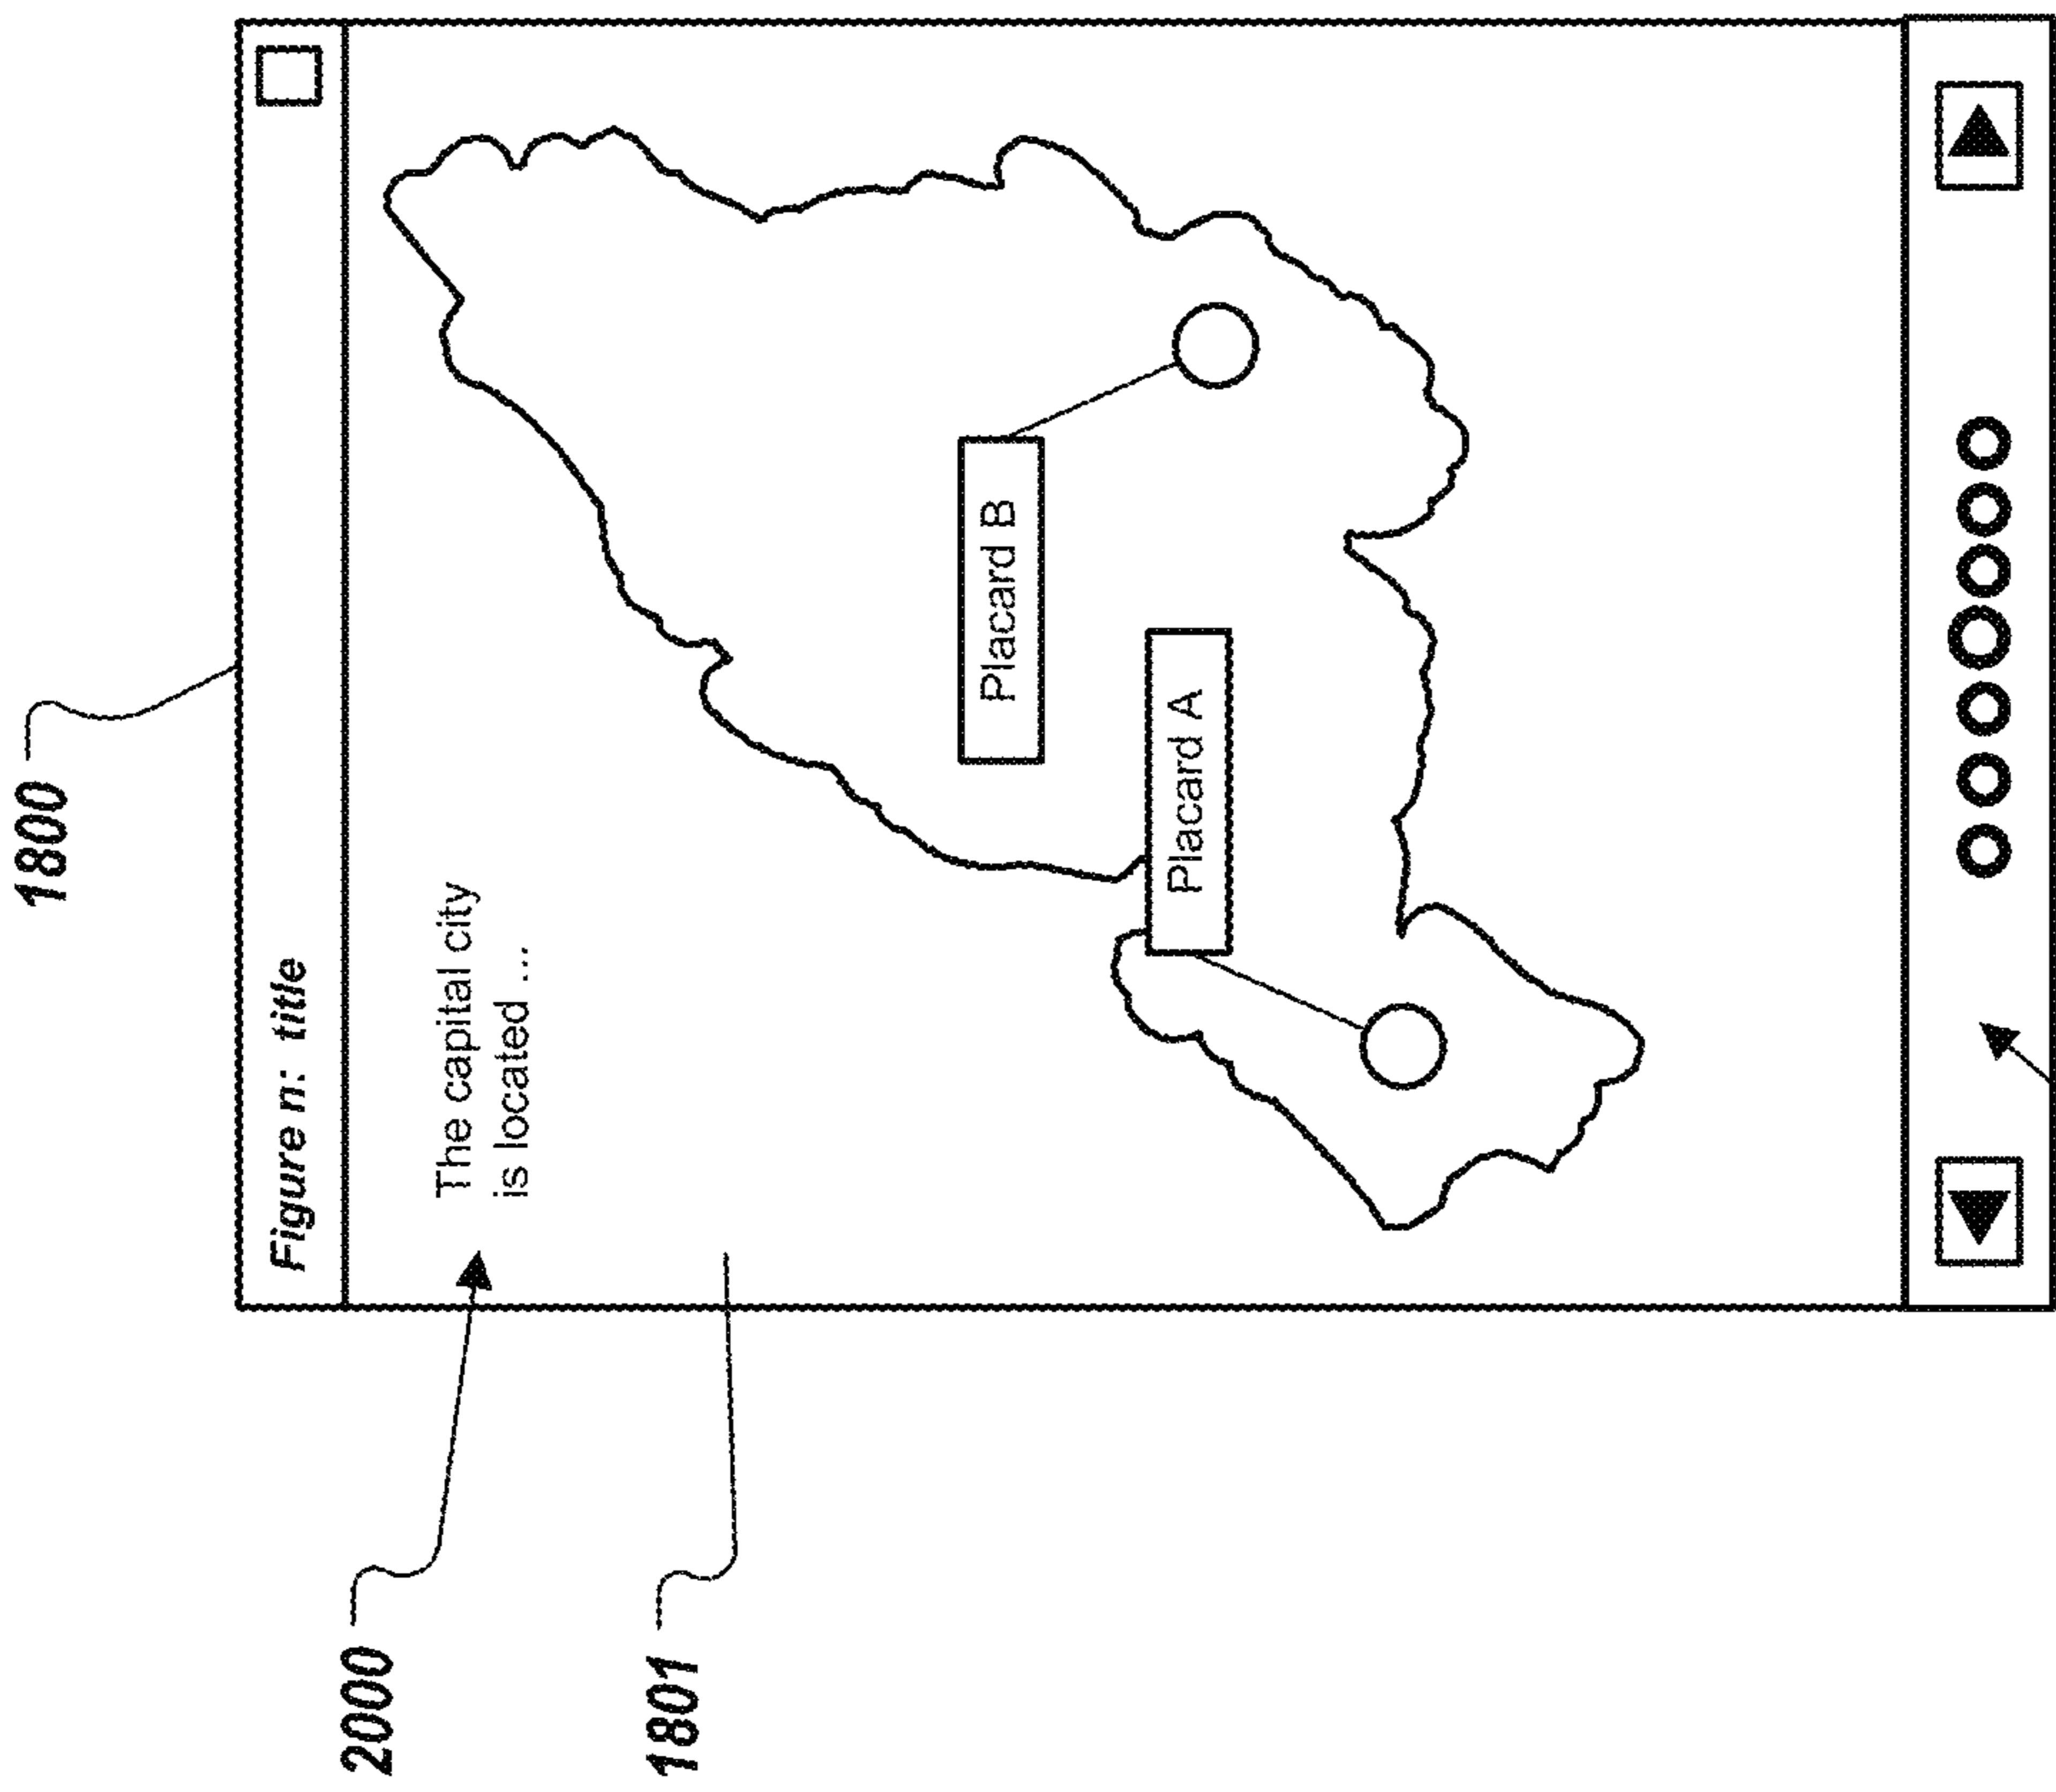 1800
Figure n: title
2000
The capital city
is located ...
1801
Placard B
Placard A